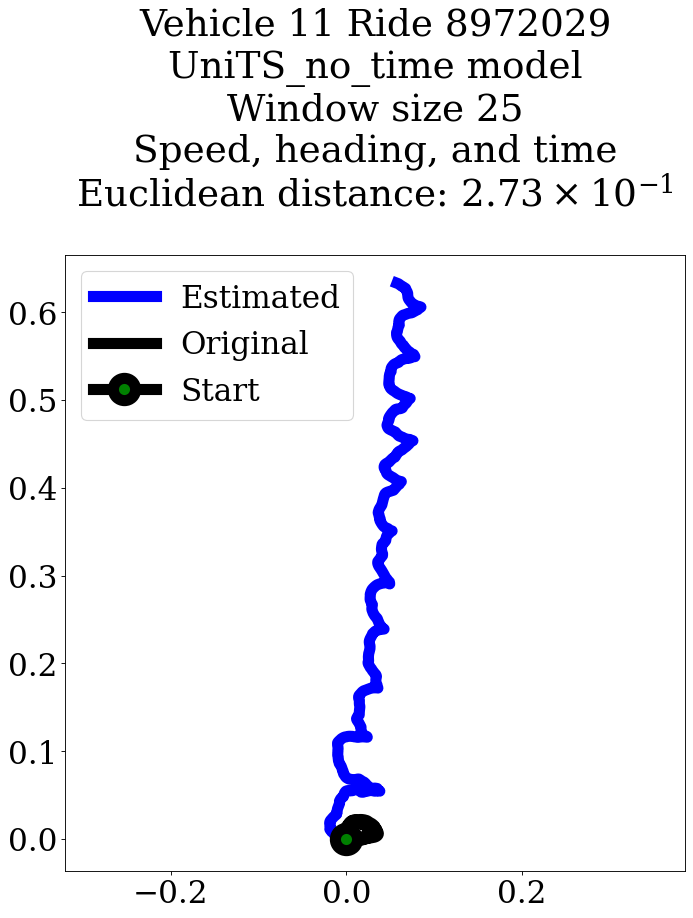 Vehicle 11 Ride 8972029
UniTS_no_time model
Window size 25
Speed, heading, and time
Euclidean distance: 2.73 × 10⁻¹
Estimated
Original
Start
0.6
0.5
0.4
0.3
0.2
0.1
0.0
−0.2 0.0 0.2